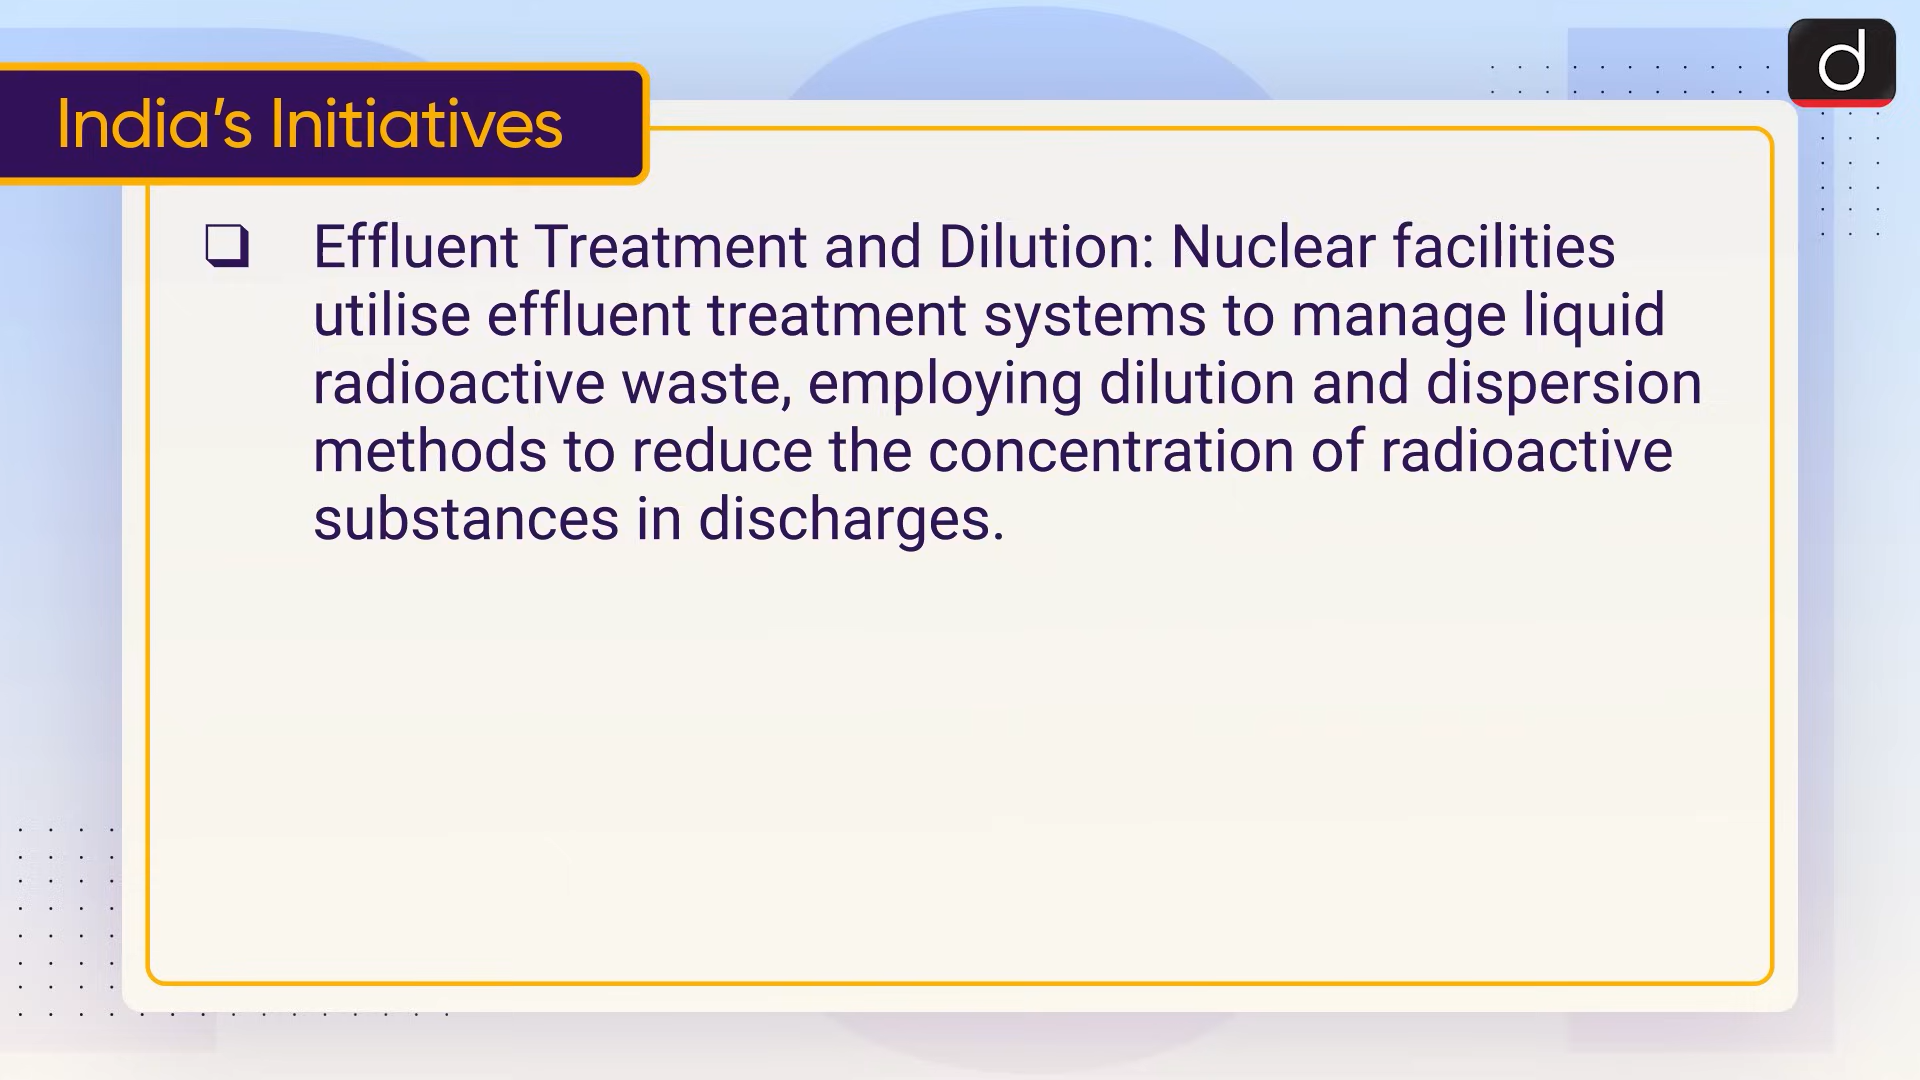 India’s Initiatives
❑ Effluent Treatment and Dilution: Nuclear facilities
utilise effluent treatment systems to manage liquid
radioactive waste, employing dilution and dispersion
methods to reduce the concentration of radioactive
substances in discharges.
d